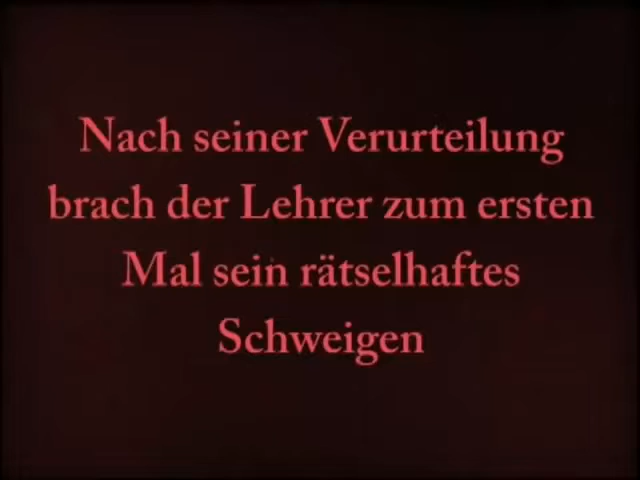 Nach seiner Verurteilung
brach der Lehrer zum ersten
Mal sein rätselhaftes
Schweigen